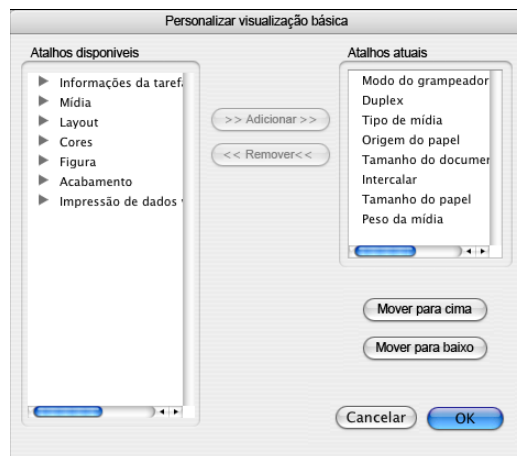 Personalizar visualização básica
Atalhos disponiveis
Informações da taref
Mídia
Layout
Cores
Figura
Acabamento
Impressão de dados
>> Adicionar >>
<< Remover<<
Atalhos atuais
Modo do grampeador
Duplex
Tipo de mídia
Origem do papel
Tamanho do documer
Intercalar
Tamanho do papel
Peso da mídia
Mover para cima
Mover para baixo
Cancelar
OK